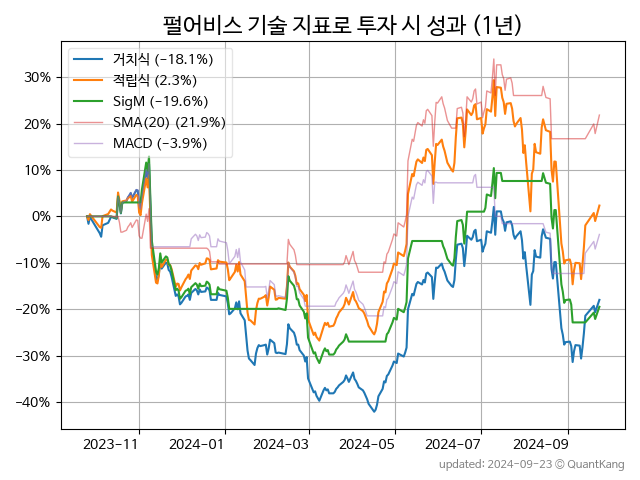 펄어비스 기술 지표로 투자 시 성과 (1년)
거치식 (−18.1%)
적립식 (2.3%)
SigM (−19.6%)
SMA(20) (21.9%)
MACD (−3.9%)
30%
20%
10%
0%
−10%
−20%
−30%
−40%
2023-11 2024-01 2024-03 2024-05 2024-07 2024-09
updated: 2024-09-23 ⓒ QuantKang